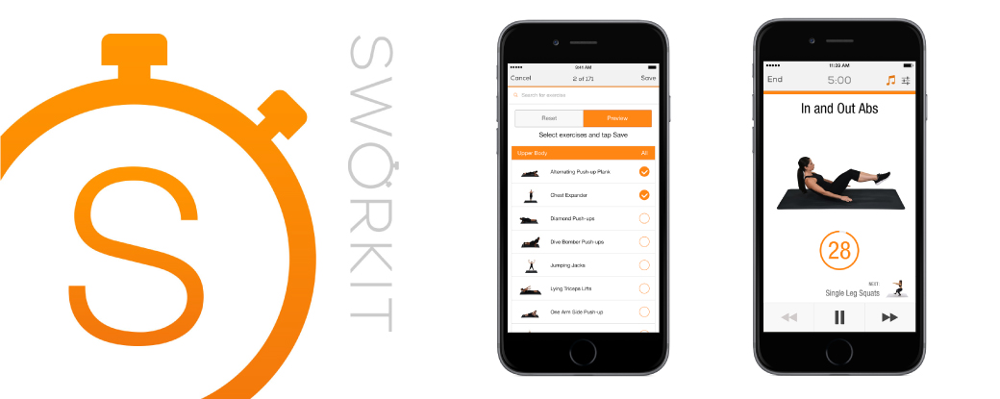 S
SWORKIT
9:41 AM
Cancel
2 of 171
Save
Search for exercise
Reset
Preview
Select exercises and tap Save
Upper Body
All
Alternating Push-up Plank
Chest Expander
Diamond Push-ups
Dive Bomber Push-ups
Jumping Jacks
Lying Triceps Lifts
One Arm Side Push-up
11:39 AM
End
5:00
In and Out Abs
28
NEXT:
Single Leg Squats